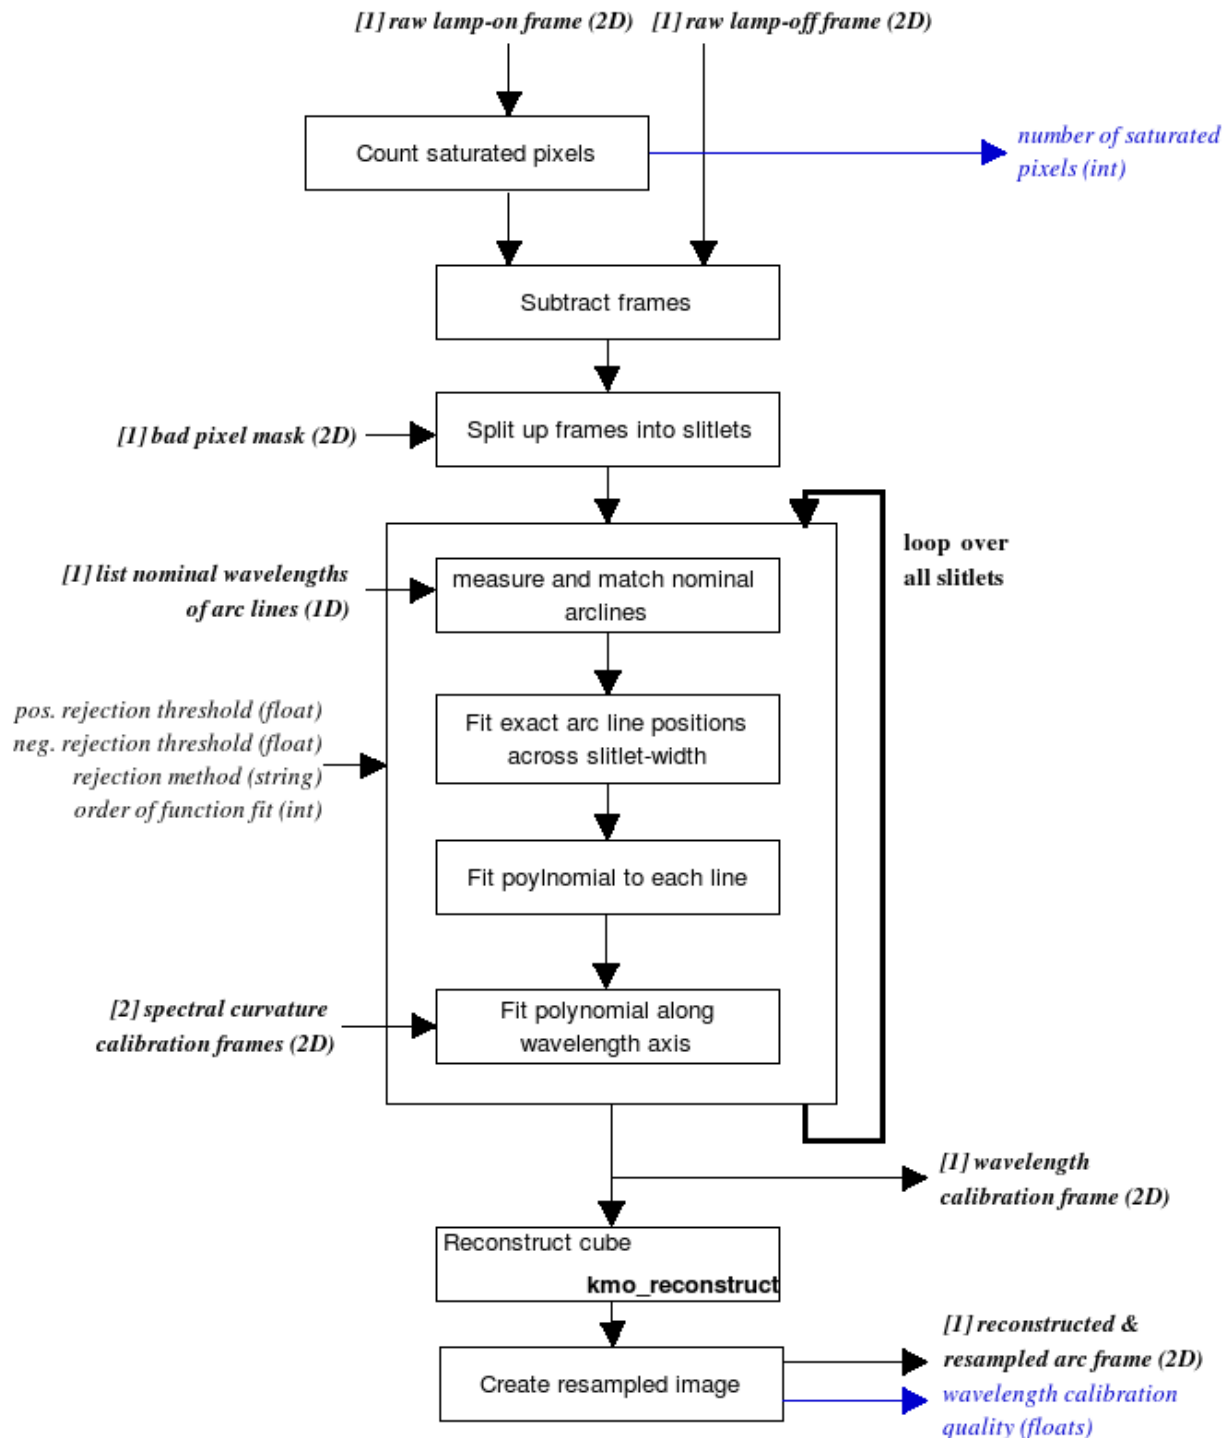 [1] raw lamp-on frame (2D) [1] raw lamp-off frame (2D)
Count saturated pixels
number of saturated
pixels (int)
Subtract frames
[1] bad pixel mask (2D)
Split up frames into slitlets
loop over
all slitlets
[1] list nominal wavelengths
of arc lines (1D)
measure and match nominal
arclines
pos. rejection threshold (float)
neg. rejection threshold (float)
rejection method (string)
order of function fit (int)
Fit exact arc line positions
across slitlet-width
Fit poylnomial to each line
[2] spectral curvature
calibration frames (2D)
Fit polynomial along
wavelength axis
[1] wavelength
calibration frame (2D)
Reconstruct cube
kmo_reconstruct
[1] reconstructed &
resampled arc frame (2D)
Create resampled image
wavelength calibration
quality (floats)